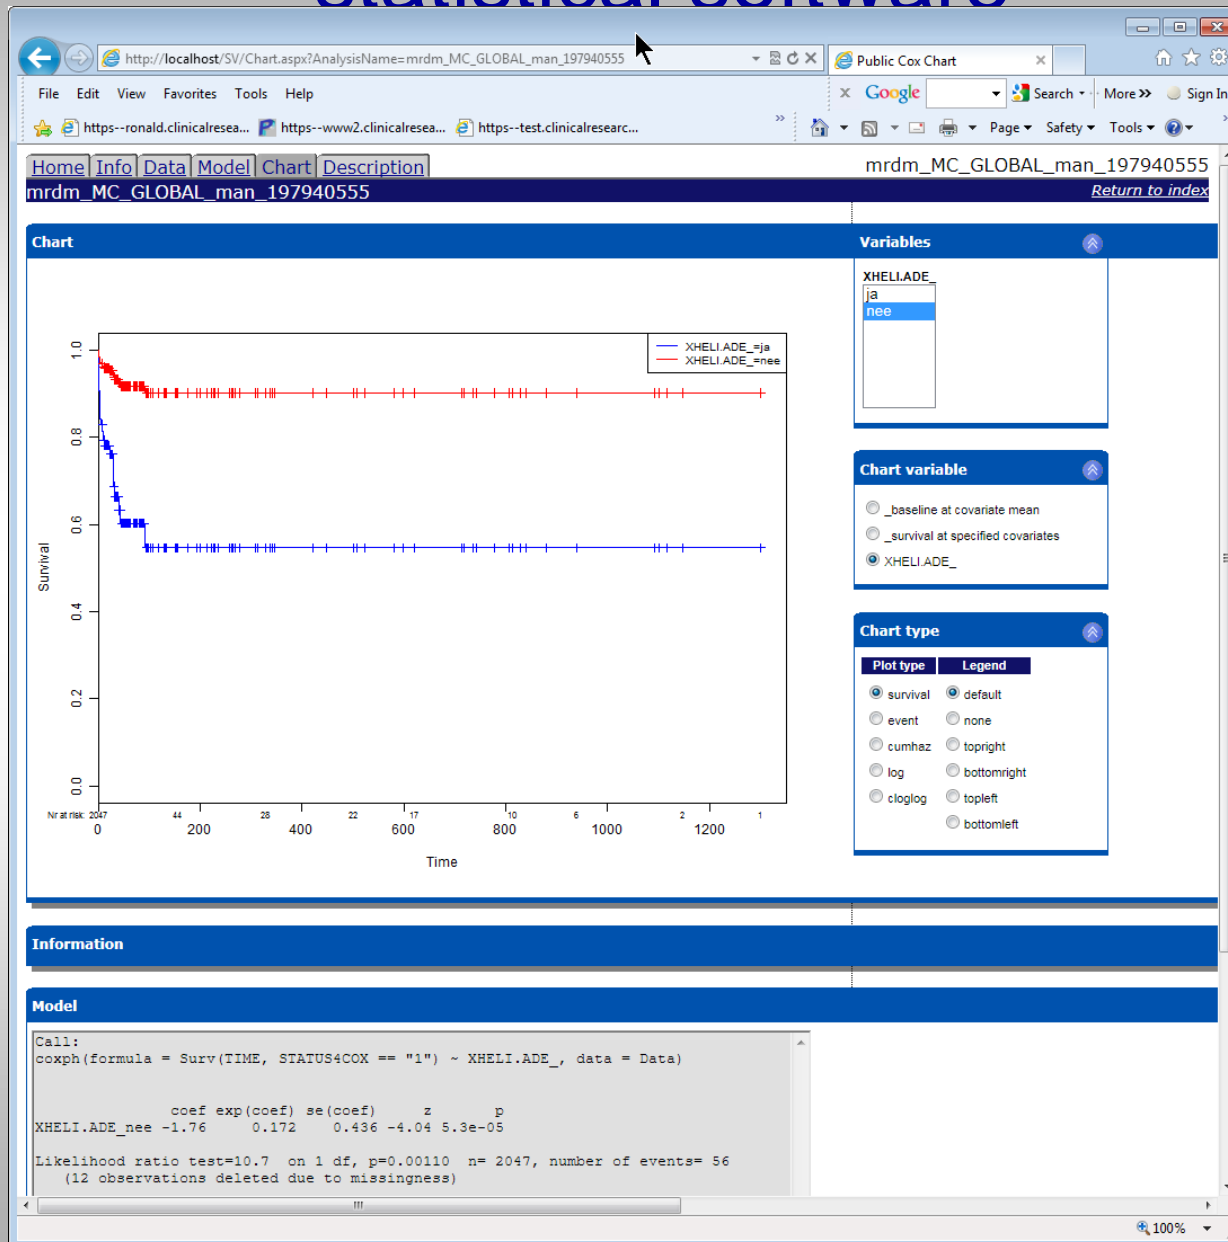 statistical software
http://localhost/SV/Chart.aspx?AnalysisName=mrdm_MC_GLOBAL_man_197940555
Public Cox Chart
File Edit View Favorites Tools Help
x Google Search More >> Sign In
https--ronald.clinicalresea... https--www2.clinicalresea... https--test.clinicalresearc...
Page Safety Tools
Home Info Data Model Chart Description
mrdm_MC_GLOBAL_man_197940555
mrdm_MC_GLOBAL_man_197940555
Return to index
Chart
Survival
0.0 0.2 0.4 0.6 0.8 1.0
XHELI.ADE_=ja
XHELI.ADE_=nee
Nr at risk: 2047 44 28 22 17 10 6 2 1
0 200 400 600 800 1000 1200
Time
Variables
XHELI.ADE_
ja
nee
Chart variable
_baseline at covariate mean
_survival at specified covariates
XHELI.ADE_
Chart type
Plot type Legend
survival default
event none
cumhaz topright
log bottomright
cloglog topleft
bottomleft
Information
Model
Call:
coxph(formula = Surv(TIME, STATUS4COX == "1") ~ XHELI.ADE_, data = Data)
coef exp(coef) se(coef) z p
XHELI.ADE_nee -1.76 0.172 0.436 -4.04 5.3e-05
Likelihood ratio test=10.7 on 1 df, p=0.00110 n= 2047, number of events= 56
(12 observations deleted due to missingness)
100%